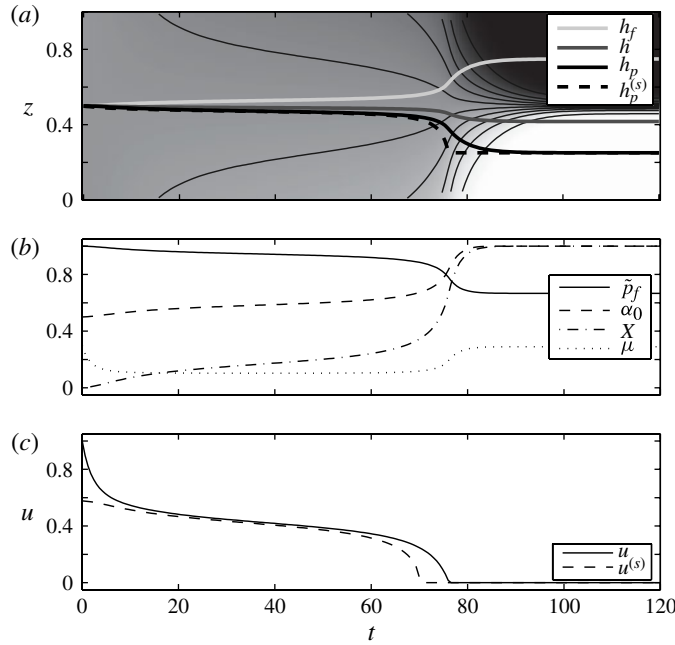 (a)
0.8
z
0.4
0
h_f
h
h_p
h_p^{(s)}
(b)
0.8
0.4
0
p̃_f
α_0
X
μ
(c)
0.8
u
0.4
0
u
u^{(s)}
0 20 40 60 80 100 120
t